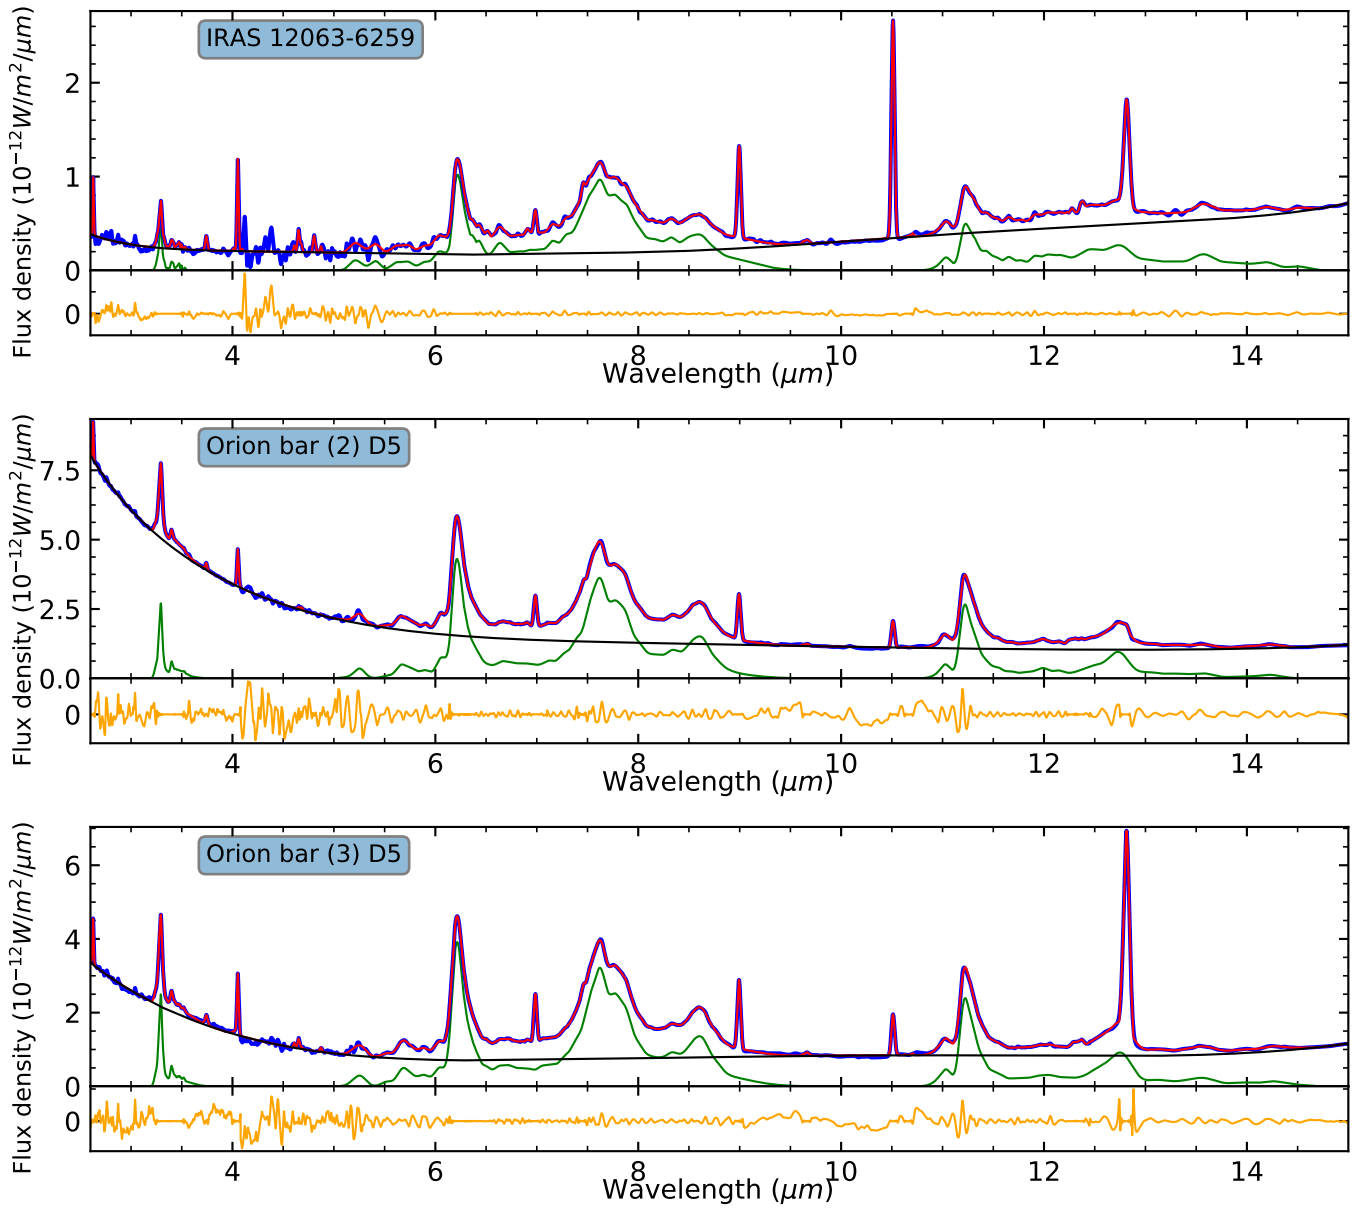 IRAS 12063-6259
Flux density (10⁻¹²W/m²/μm)
2
1
0
0
4 6 8 10 12 14
Wavelength (μm)
Orion bar (2) D5
Flux density (10⁻¹²W/m²/μm)
7.5
5.0
2.5
0.0
0
4 6 8 10 12 14
Wavelength (μm)
Orion bar (3) D5
Flux density (10⁻¹²W/m²/μm)
6
4
2
0
0
4 6 8 10 12 14
Wavelength (μm)